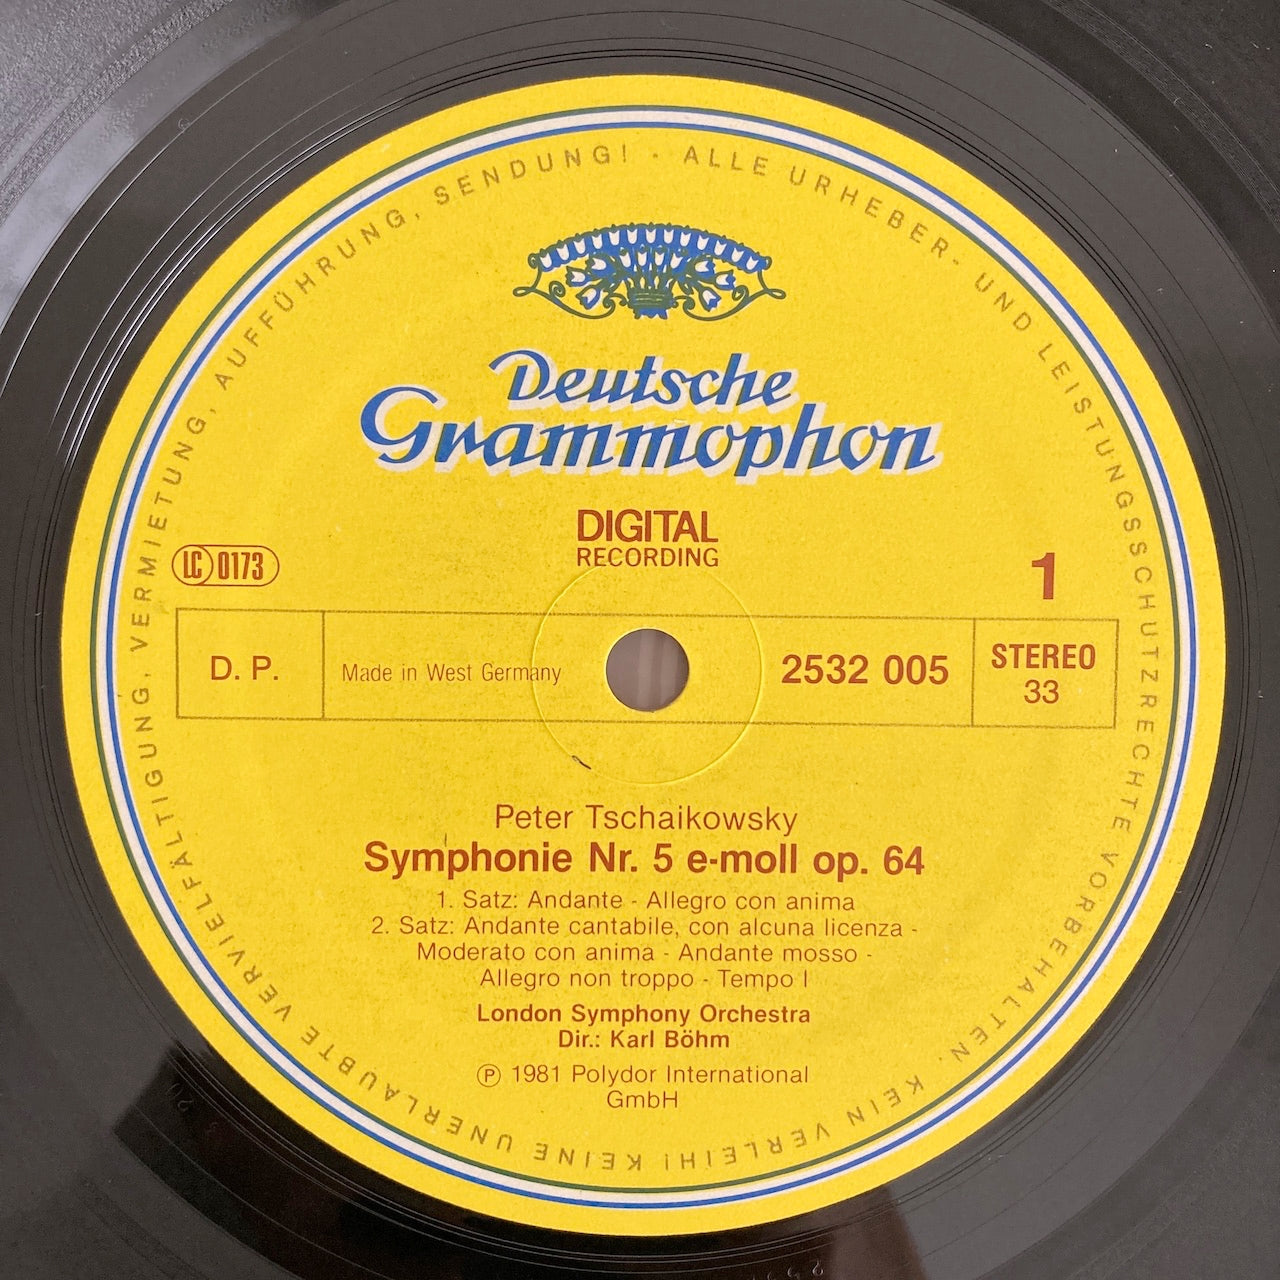 ALLE URHEBER- UND LEISTUNGSSCHUTZRECHTE VORBEHALTEN. KEIN VERLEIH! KEINE UNERLAUBTE VERVIELFÄLTIGUNG, VERMIETUNG, AUFFÜHRUNG, SENDUNG! ·
Deutsche
Grammophon
DIGITAL
RECORDING
LC 0173
1
D. P.
Made in West Germany
2532 005
STEREO
33
Peter Tschaikowsky
Symphonie Nr. 5 e-moll op. 64
1. Satz: Andante - Allegro con anima
2. Satz: Andante cantabile, con alcuna licenza -
Moderato con anima - Andante mosso -
Allegro non troppo - Tempo I
London Symphony Orchestra
Dir.: Karl Böhm
℗ 1981 Polydor International
GmbH